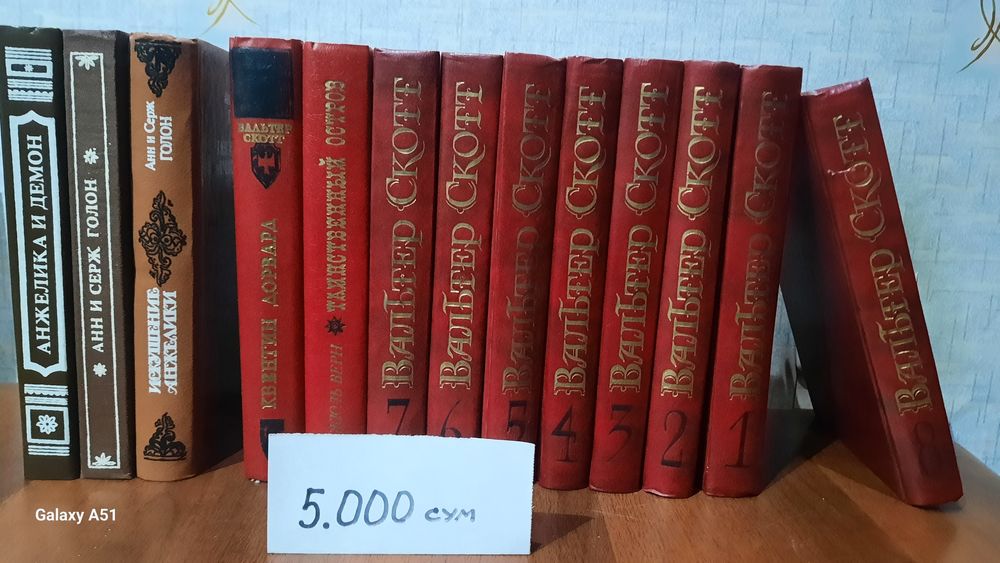 АНЖЕЛИКА И ДЕМОН
АНН И СЕРЖ ГОЛОН
Анн и Серж
ГОЛОН
ИСКУШЕНИЕ
АНЖЕЛИКИ
ВАЛЬТЕР
СКОТТ
КВЕНТИН ДОРВАРД
ЖЮЛЬ ВЕРН ТАИНСТВЕННЫЙ ОСТРОВ
ВАЛЬТЕР СКОТТ
7
ВАЛЬТЕР СКОТТ
6
ВАЛЬТЕР СКОТТ
5
ВАЛЬТЕР СКОТТ
4
ВАЛЬТЕР СКОТТ
3
ВАЛЬТЕР СКОТТ
2
ВАЛЬТЕР СКОТТ
1
ВАЛЬТЕР СКОТТ
8
5.000 сум
Galaxy A51